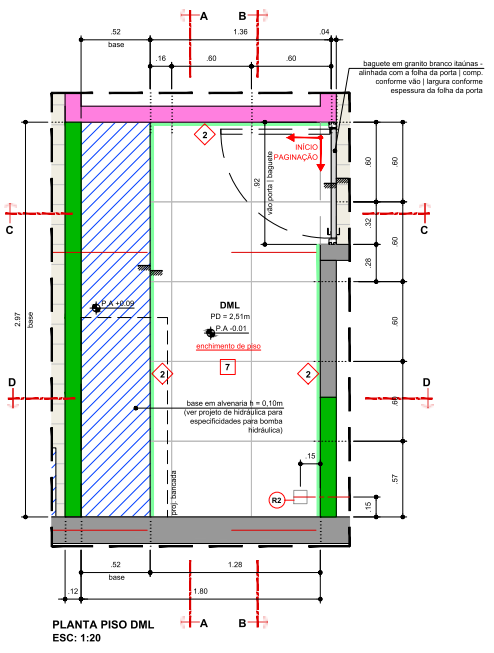 A
B
.52
1.36
.04
base
.16
.60
.60
baguete em granito branco itaúnas -
alinhada com a folha da porta | comp.
conforme vão | largura conforme
espessura da folha da porta
2
INÍCIO
PAGINAÇÃO
.92
vão porta | baguete
.60
.60
C
C
.32
.60
.28
P.A +0.09
DML
PD = 2,51m
P.A -0.01
enchimento de piso
2.97
base
.60
2
7
2
D
D
.60
base em alvenaria h = 0,10m
(ver projeto de hidráulica para
especificidades para bomba
hidráulica)
.15
proj. bancada
R2
.57
.15
.52
1.28
base
.12
1.80
A
B
PLANTA PISO DML
ESC: 1:20